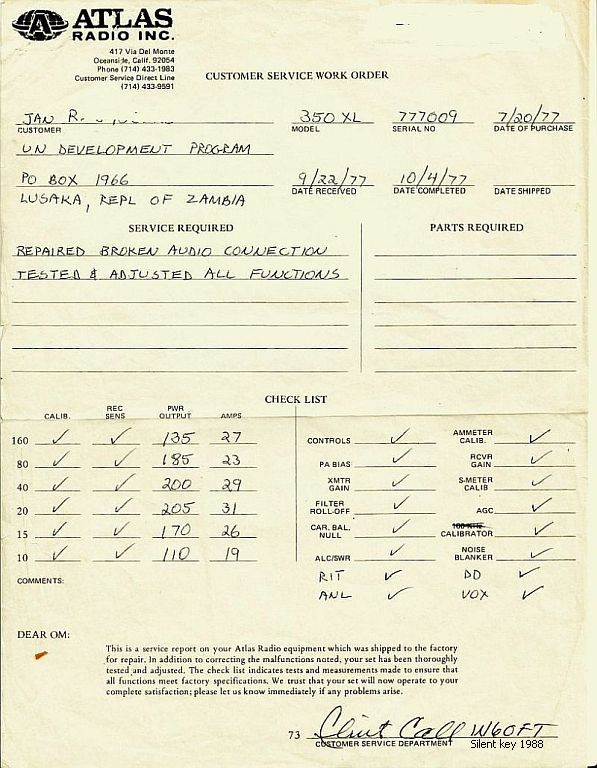 ATLAS
RADIO INC.
417 Via Del Monte
Oceanside, Calif. 92054
Phone (714) 433-1983
Customer Service Direct Line
(714) 433-9591
CUSTOMER SERVICE WORK ORDER
JAN R. 350 XL 777009 7/20/77
CUSTOMER MODEL SERIAL NO DATE OF PURCHASE
UN DEVELOPMENT PROGRAM
PO BOX 1966 9/22/77 10/4/77
DATE RECEIVED DATE COMPLETED DATE SHIPPED
LUSAKA, REPL OF ZAMBIA
SERVICE REQUIRED PARTS REQUIRED
REPAIRED BROKEN AUDIO CONNECTION
TESTED & ADJUSTED ALL FUNCTIONS
CHECK LIST
CALIB. REC SENS PWR OUTPUT AMPS
160 ✓ ✓ 135 27
80 ✓ ✓ 185 23
40 ✓ ✓ 200 29
20 ✓ ✓ 205 31
15 ✓ ✓ 170 26
10 ✓ ✓ 110 19
CONTROLS ✓ AMMETER CALIB. ✓
PA BIAS ✓ RCVR GAIN ✓
XMTR GAIN ✓ S-METER CALIB ✓
FILTER ROLL-OFF ✓ AGC ✓
CAR. BAL. NULL ✓ CALIBRATOR ✓
ALC/SWR ✓ NOISE BLANKER ✓
RIT ✓ DD ✓
ANL ✓ VOX ✓
COMMENTS:
DEAR OM:
This is a service report on your Atlas Radio equipment which was shipped to the factory
for repair. In addition to correcting the malfunctions noted, your set has been thoroughly
tested and adjusted. The check list indicates tests and measurements made to ensure that
all functions meet factory specifications. We trust that your set will now operate to your
complete satisfaction; please let us know immediately if any problems arise.
73 Clint Call W6OFT
CUSTOMER SERVICE DEPARTMENT Silent key 1988